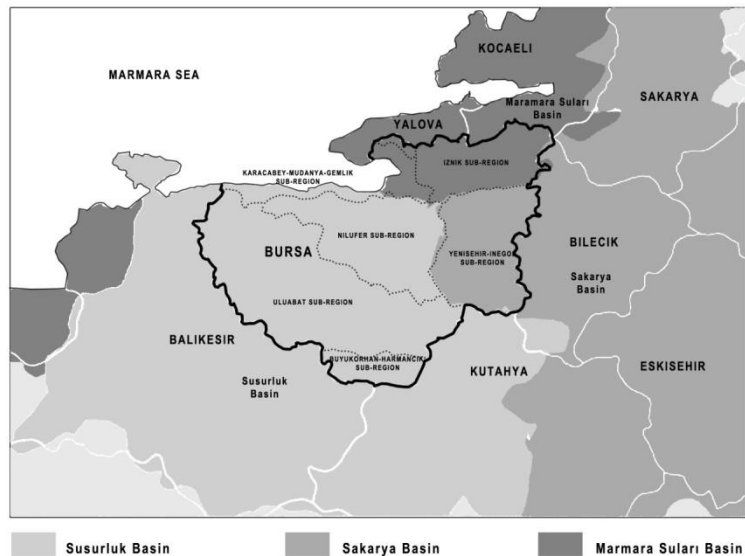 KOCAELI
MARMARA SEA
SAKARYA
Maramara Suları
Basin
YALOVA
IZNIK SUB-REGION
KARACABEY-MUDANYA-GEMLIK
SUB-REGION
NILUFER SUB-REGION
BURSA
YENISEHIR-INEGOL
SUB-REGION
BILECIK
Sakarya
Basin
ULUABAT SUB-REGION
BALIKESIR
BUYUKORHAN-HARMANCIK
SUB-REGION
KUTAHYA
ESKISEHIR
Susurluk
Basin
Susurluk Basin
Sakarya Basin
Marmara Suları Basin